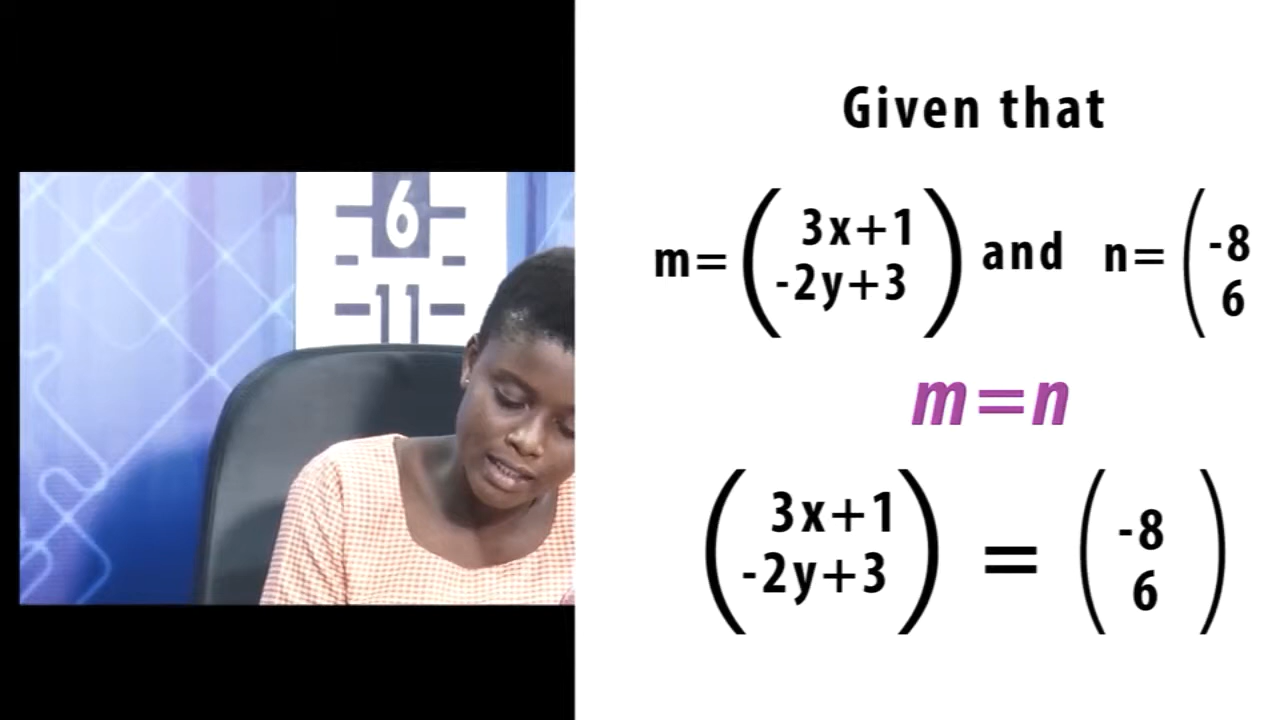 6
11
Given that
m= ( 3x+1
-2y+3 ) and n= ( -8
6
m=n
( 3x+1
-2y+3 ) = ( -8
6 )